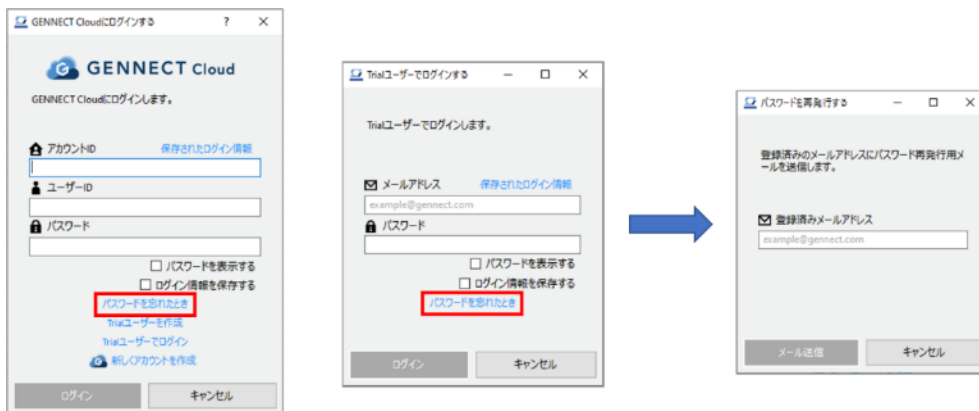 GENNECT Cloudにログインする
GENNECT Cloud
GENNECT Cloudにログインします。
アカウントID 保存されたログイン情報
ユーザーID
パスワード
パスワードを表示する
ログイン情報を保存する
パスワードを忘れたとき
Trialユーザーを作成
Trialユーザーでログイン
新しくアカウントを作成
ログイン キャンセル
Trialユーザーでログインする
Trialユーザーでログインします。
メールアドレス 保存されたログイン情報
example@gennect.com
パスワード
パスワードを表示する
ログイン情報を保存する
パスワードを忘れたとき
ログイン キャンセル
パスワードを再発行する
登録済みのメールアドレスにパスワード再発行用メ
ールを送信します。
登録済みメールアドレス
example@gennect.com
メール送信 キャンセル